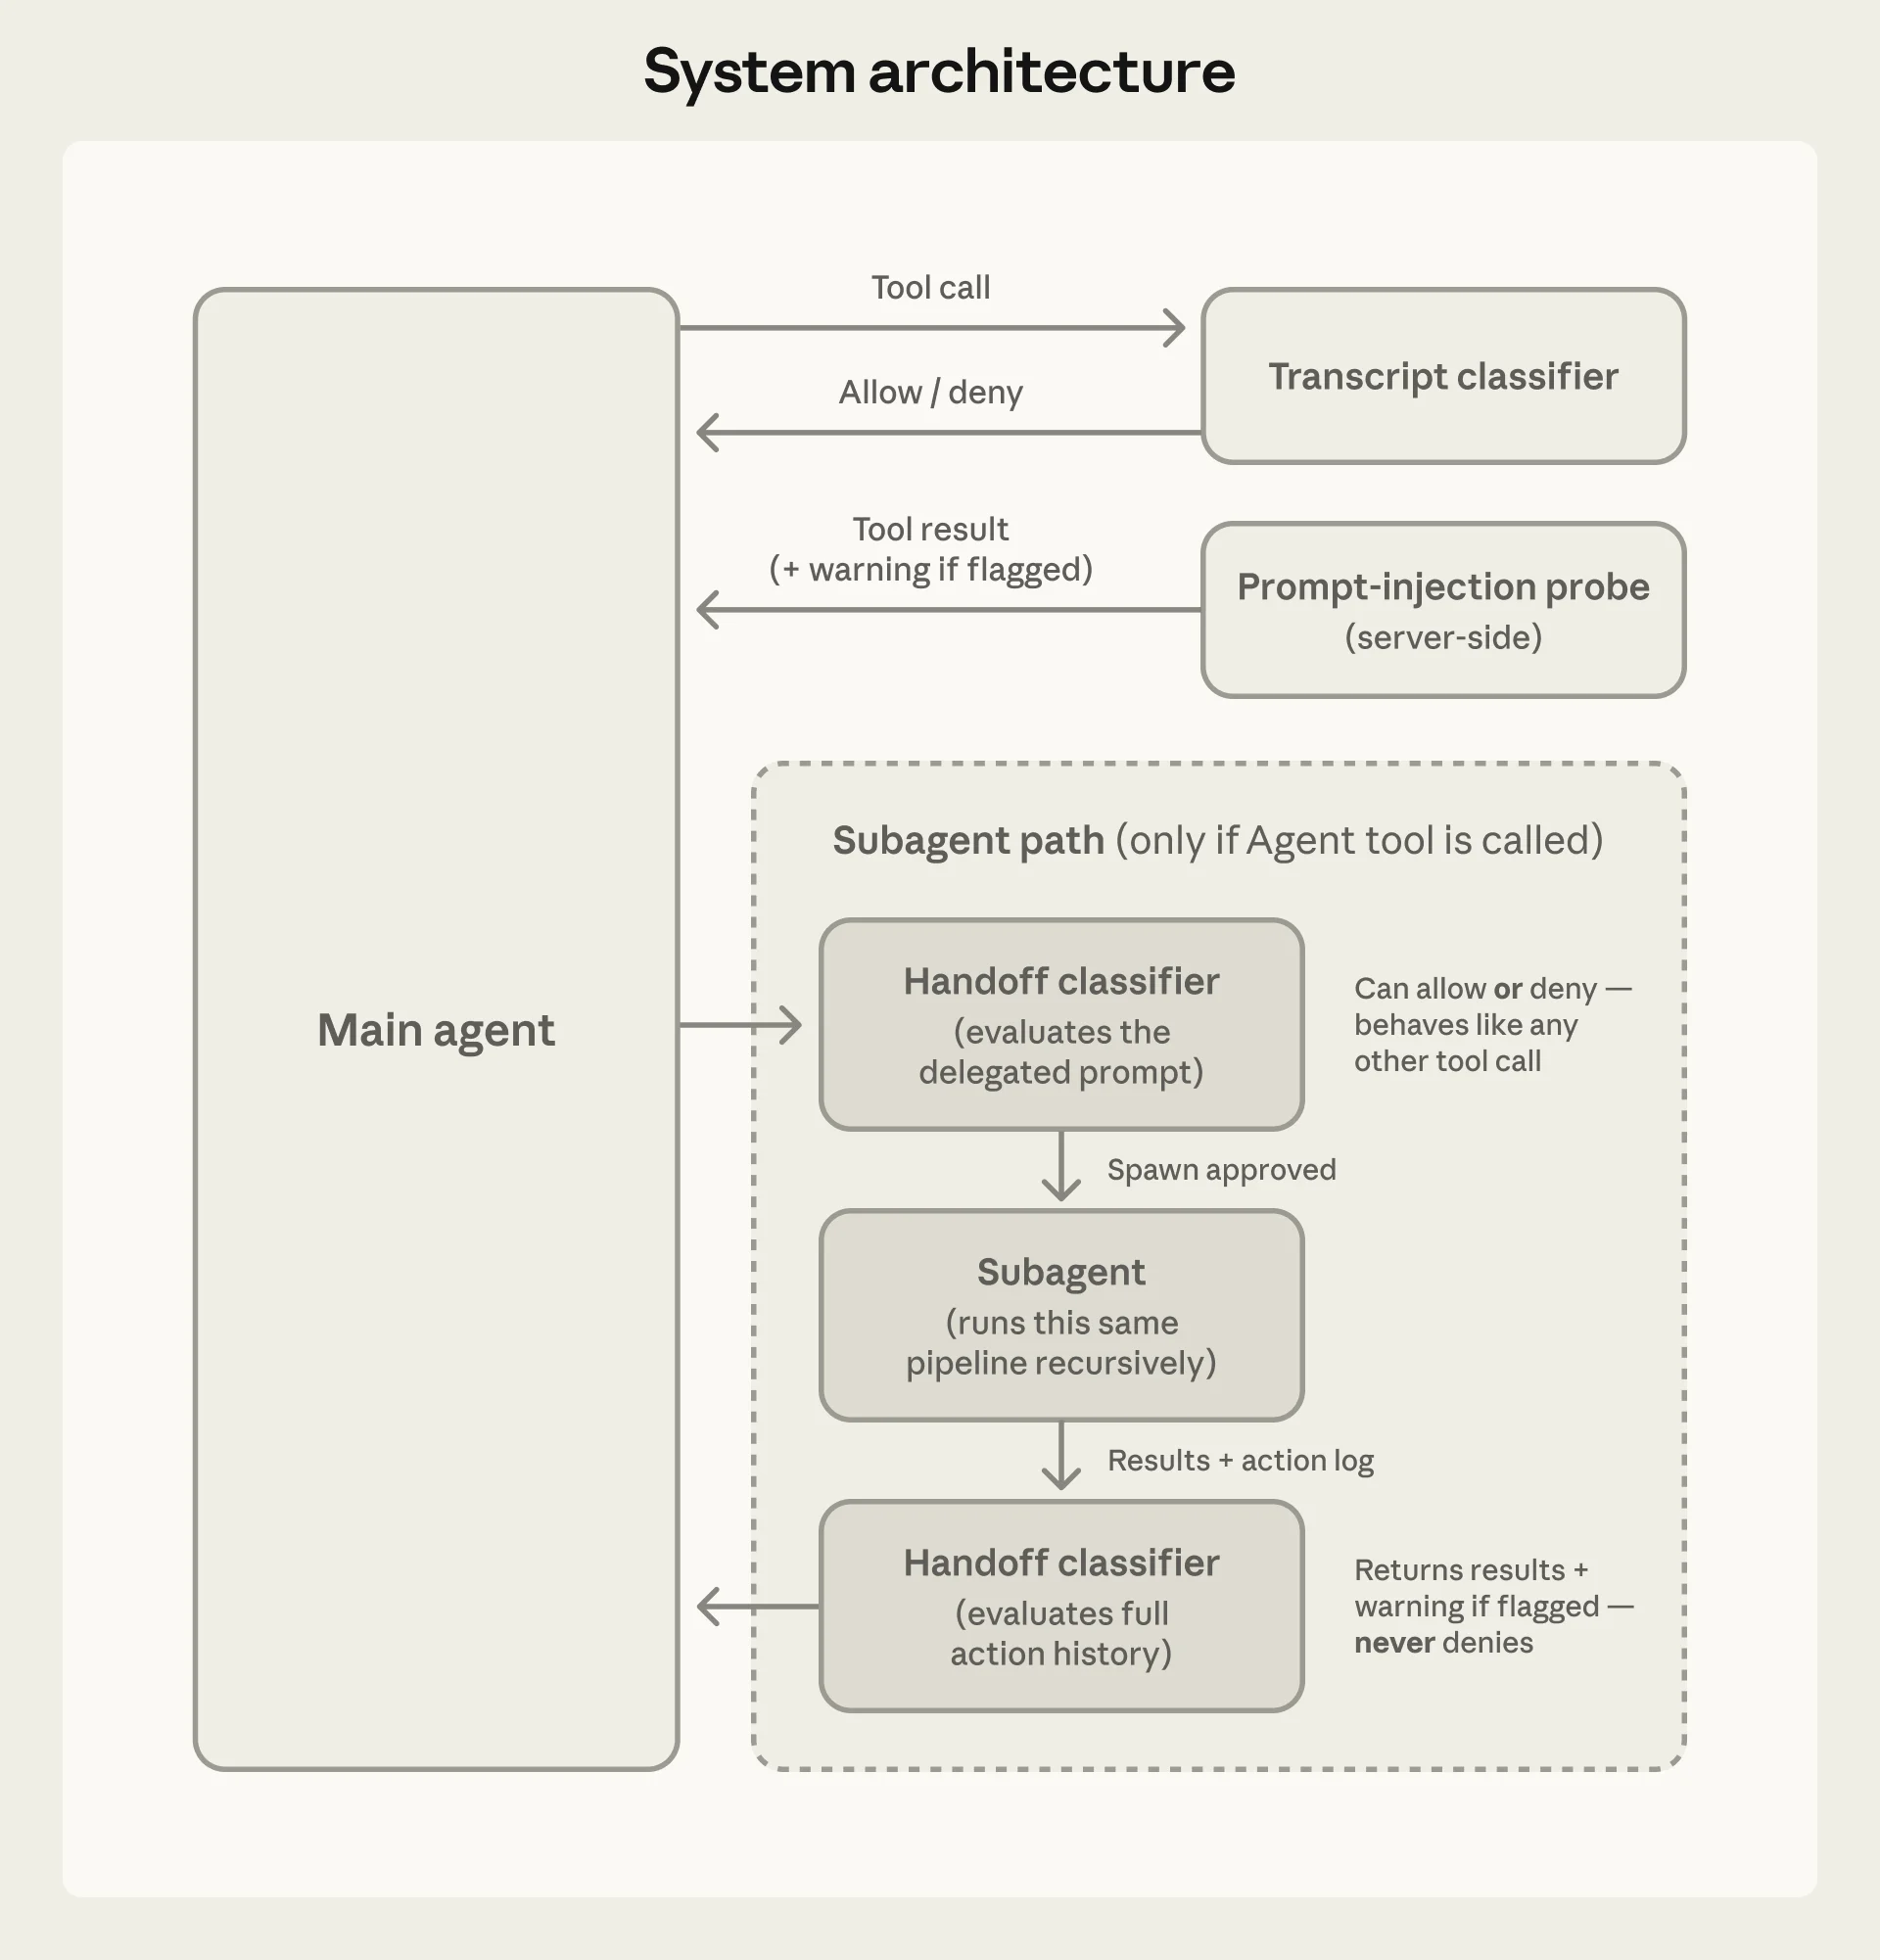 System architecture
Tool call
Transcript classifier
Allow / deny
Tool result
(+ warning if flagged)
Prompt-injection probe
(server-side)
Main agent
Subagent path (only if Agent tool is called)
Handoff classifier
(evaluates the
delegated prompt)
Can allow or deny —
behaves like any
other tool call
Spawn approved
Subagent
(runs this same
pipeline recursively)
Results + action log
Handoff classifier
(evaluates full
action history)
Returns results +
warning if flagged —
never denies